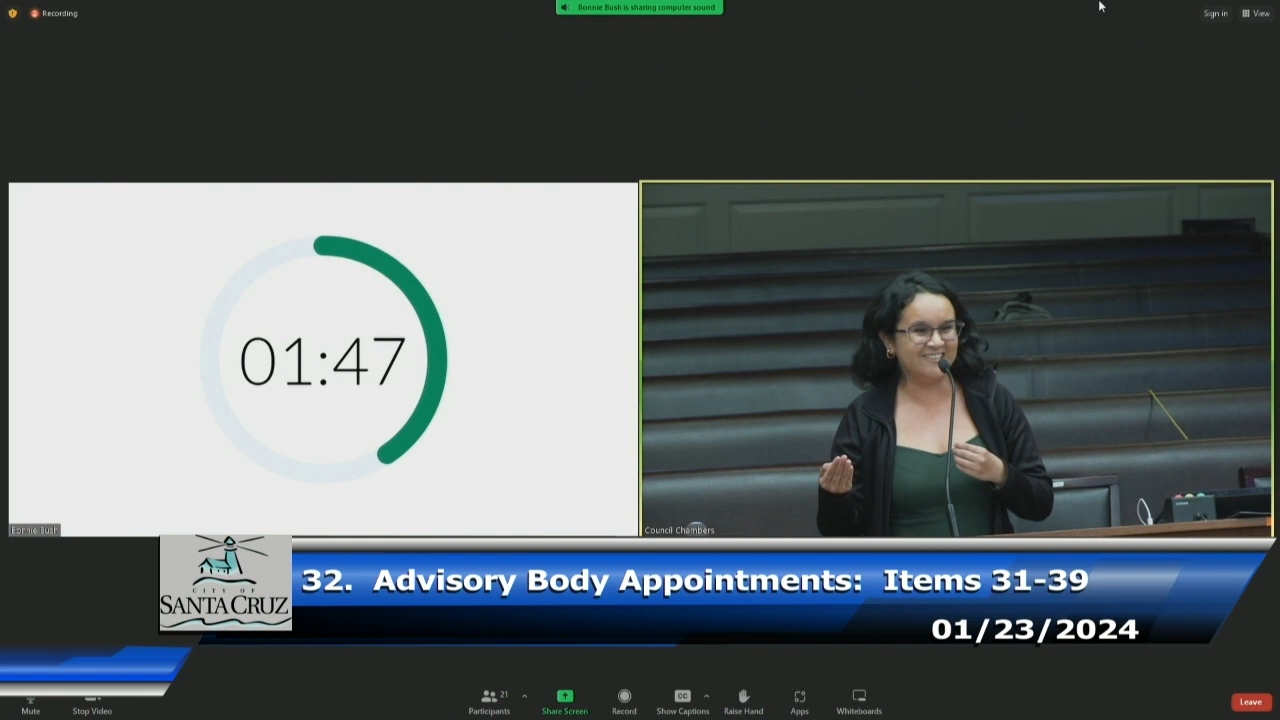 Recording
Bonnie Bush is sharing computer sound
Sign in
View
01:47
Bonnie Bush
Council Chambers
CITY OF
SANTA CRUZ
32. Advisory Body Appointments: Items 31-39
01/23/2024
Mute
Stop Video
Participants
21
Share Screen
Record
CC
Show Captions
Raise Hand
Apps
Whiteboards
Leave